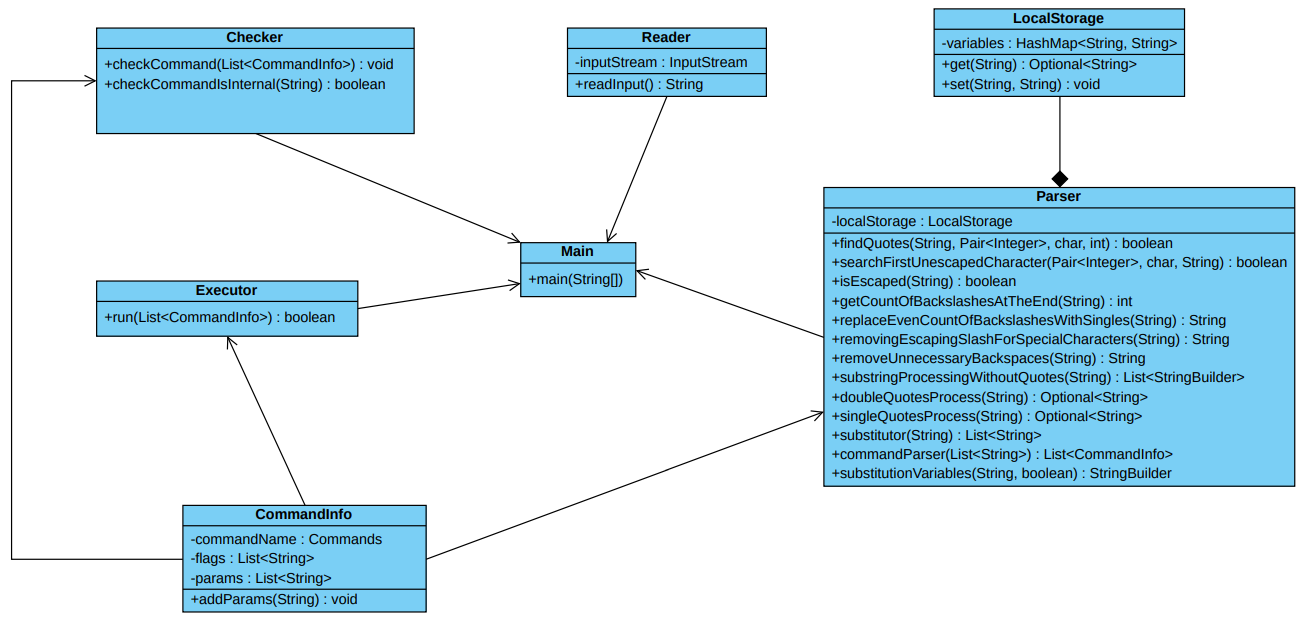 Checker
+checkCommand(List<CommandInfo>) : void
+checkCommandIsInternal(String) : boolean
Reader
-inputStream : InputStream
+readInput() : String
LocalStorage
-variables : HashMap<String, String>
+get(String) : Optional<String>
+set(String, String) : void
Main
+main(String[])
Executor
+run(List<CommandInfo>) : boolean
Parser
-localStorage : LocalStorage
+findQuotes(String, Pair<Integer>, char, int) : boolean
+searchFirstUnescapedCharacter(Pair<Integer>, char, String) : boolean
+isEscaped(String) : boolean
+getCountOfBackslashesAtTheEnd(String) : int
+replaceEvenCountOfBackslashesWithSingles(String) : String
+removingEscapingSlashForSpecialCharacters(String) : String
+removeUnnecessaryBackspaces(String) : String
+substringProcessingWithoutQuotes(String) : List<StringBuilder>
+doubleQuotesProcess(String) : Optional<String>
+singleQuotesProcess(String) : Optional<String>
+substitutor(String) : List<String>
+commandParser(List<String>) : List<CommandInfo>
+substitutionVariables(String, boolean) : StringBuilder
CommandInfo
-commandName : Commands
-flags : List<String>
-params : List<String>
+addParams(String) : void